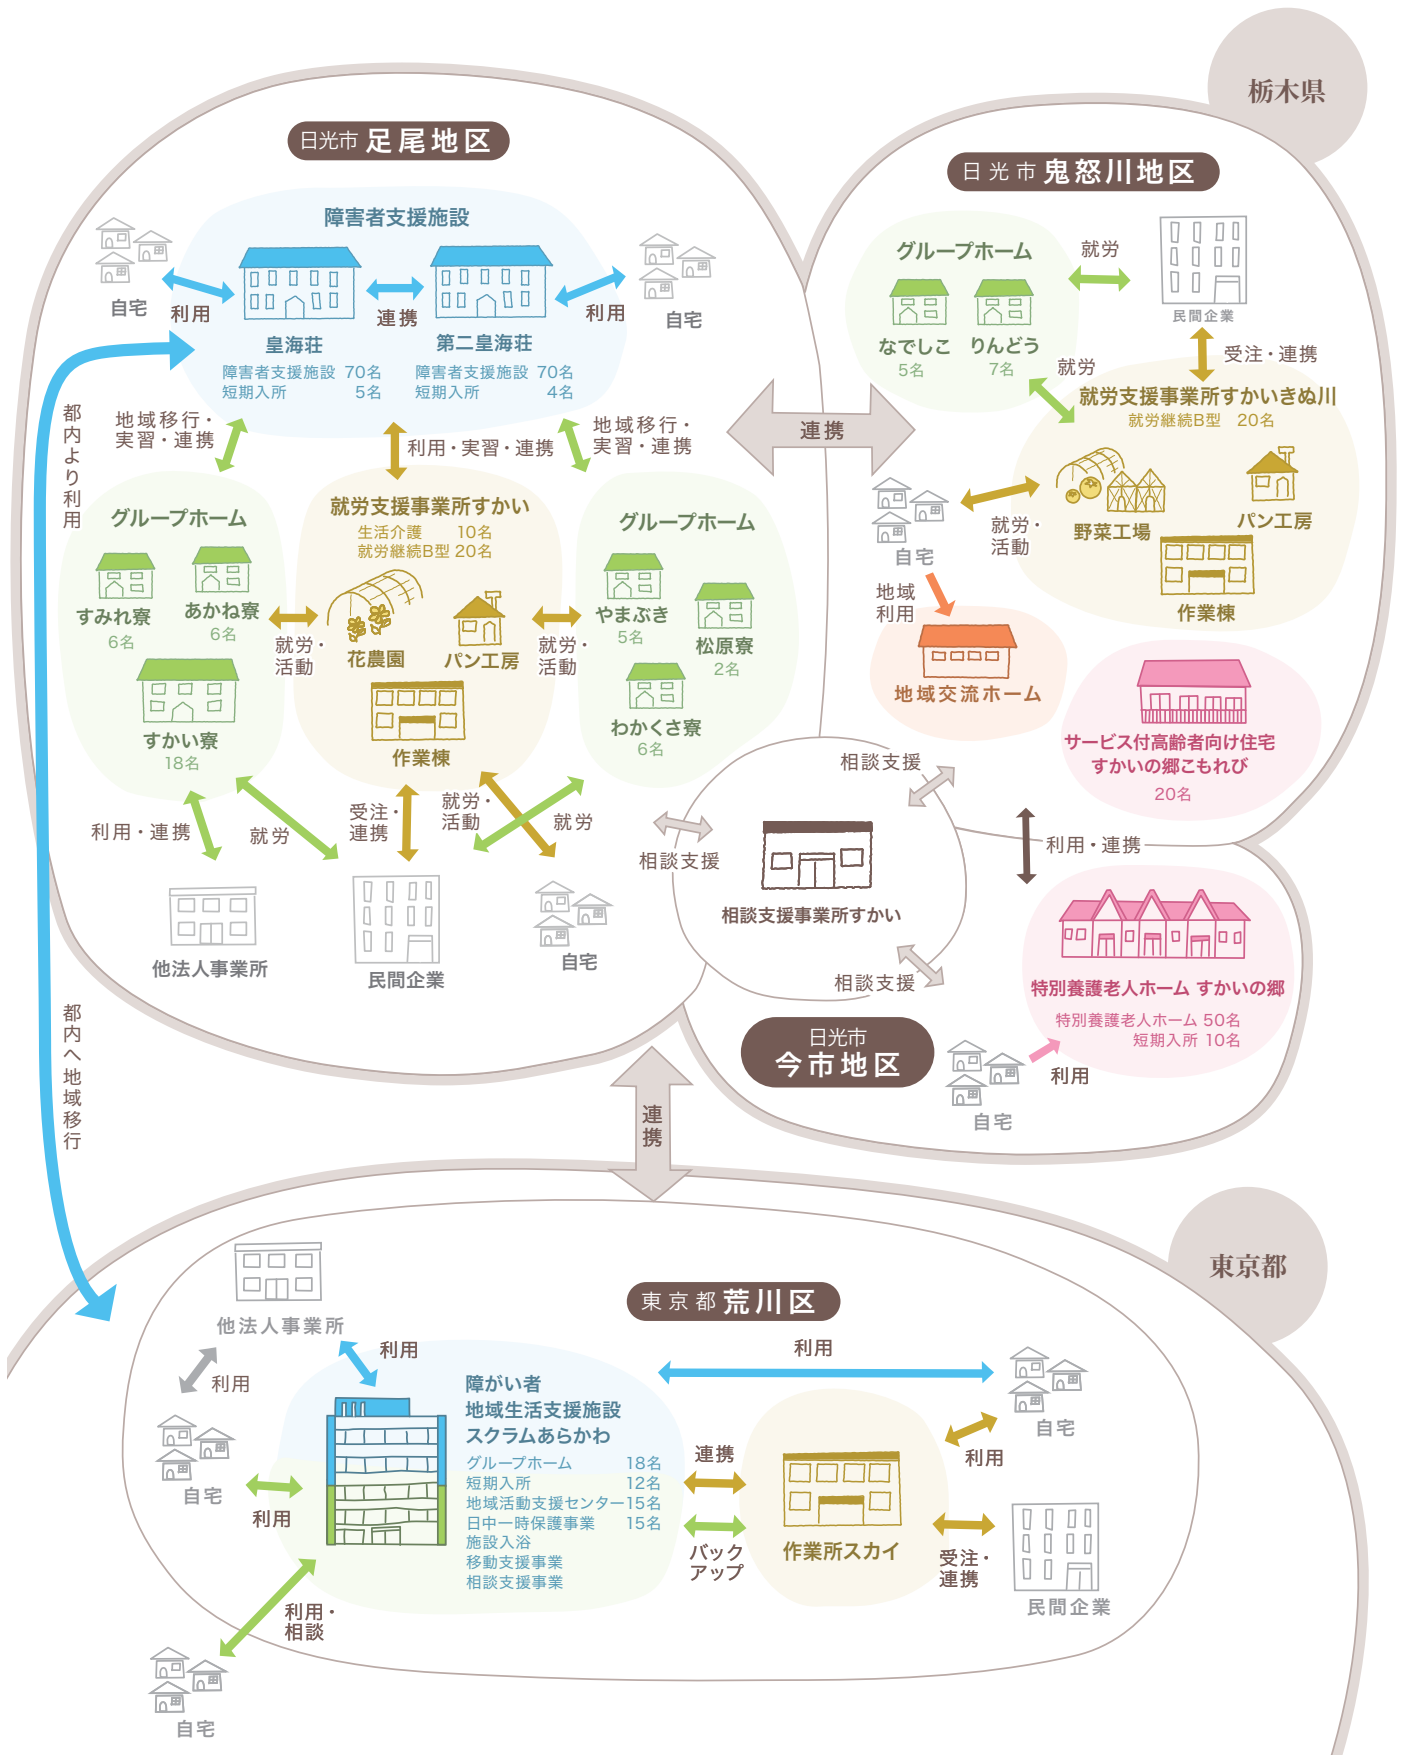 栃木県
日光市 足尾地区
障害者支援施設
自宅
利用
連携
利用
自宅
皇海荘
障害者支援施設 70名
短期入所 5名
第二皇海荘
障害者支援施設 70名
短期入所 4名
都内より利用
地域移行・
実習・連携
利用・実習・連携
地域移行・
実習・連携
グループホーム
すみれ寮
6名
あかね寮
6名
すかい寮
18名
就労・
活動
就労支援事業所すかい
生活介護 10名
就労継続B型 20名
花農園
パン工房
作業棟
就労・
活動
グループホーム
やまぶき
5名
松原寮
2名
わかくさ寮
6名
利用・連携
就労
受注・
連携
就労・
活動
就労
他法人事業所
民間企業
自宅
都内へ地域移行
連携
日光市 鬼怒川地区
グループホーム
なでしこ
5名
りんどう
7名
就労
民間企業
受注・連携
就労
就労支援事業所すかいきぬ川
就労継続B型 20名
野菜工場
パン工房
作業棟
就労・
活動
自宅
地域
利用
地域交流ホーム
サービス付高齢者向け住宅
すかいの郷こもれび
20名
相談支援
相談支援
相談支援事業所すかい
相談支援
利用・連携
日光市
今市地区
特別養護老人ホーム すかいの郷
特別養護老人ホーム 50名
短期入所 10名
利用
自宅
連携
東京都
東京都 荒川区
他法人事業所
利用
利用
自宅
利用
障がい者
地域生活支援施設
スクラムあらかわ
グループホーム 18名
短期入所 12名
地域活動支援センター 15名
日中一時保護事業 15名
施設入浴
移動支援事業
相談支援事業
利用
連携
バック
アップ
作業所スカイ
自宅
利用
受注・
連携
民間企業
利用・
相談
自宅